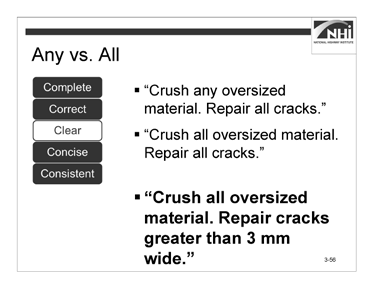 NHI
NATIONAL HIGHWAY INSTITUTE
Any vs. All
Complete
Correct
Clear
Concise
Consistent
▪ “Crush any oversized
material. Repair all cracks.”
▪ “Crush all oversized material.
Repair all cracks.”
▪ “Crush all oversized
material. Repair cracks
greater than 3 mm
wide.”
3-56